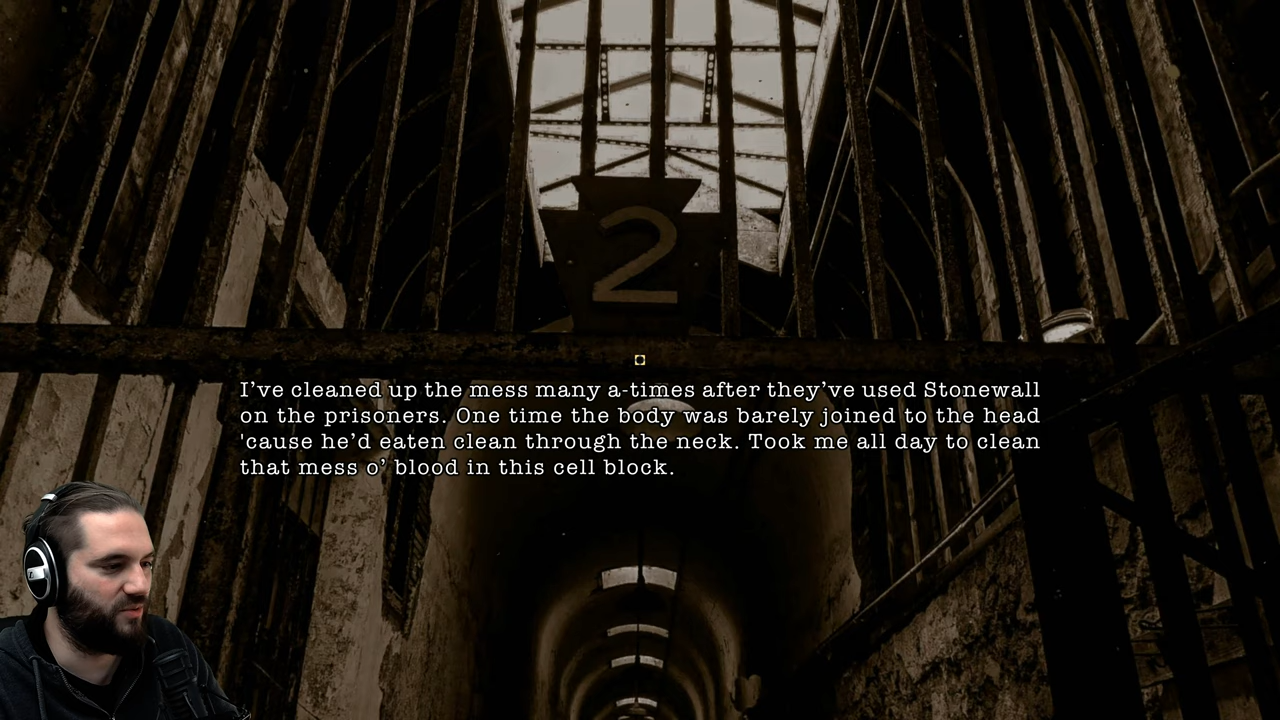 2
I’ve cleaned up the mess many a-times after they’ve used Stonewall
on the prisoners. One time the body was barely joined to the head
'cause he’d eaten clean through the neck. Took me all day to clean
that mess o’ blood in this cell block.